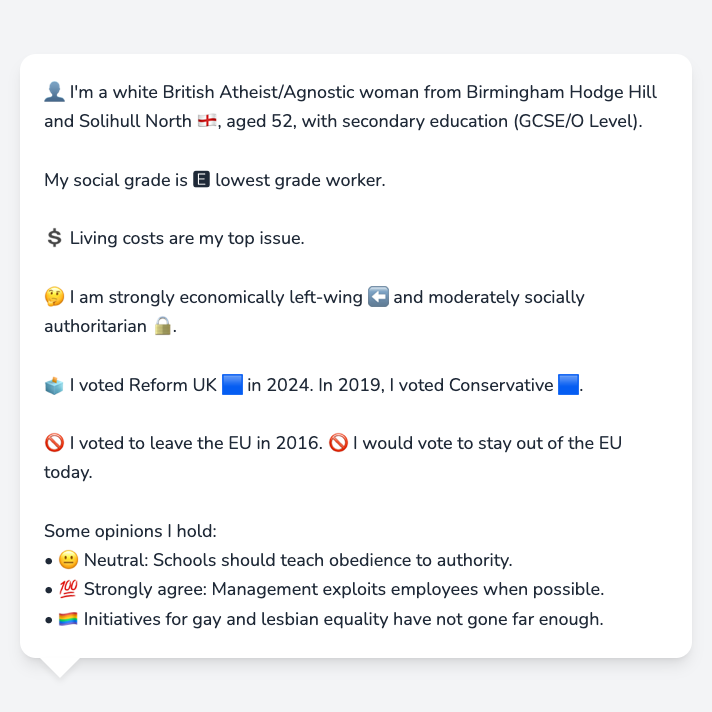 👤 I'm a white British Atheist/Agnostic woman from Birmingham Hodge Hill
and Solihull North 🏴󠁧󠁢󠁥󠁮󠁧󠁿, aged 52, with secondary education (GCSE/O Level).
My social grade is 🅴 lowest grade worker.
💲 Living costs are my top issue.
🤔 I am strongly economically left-wing ⬅️ and moderately socially
authoritarian 🔒.
🗳️ I voted Reform UK 🟦 in 2024. In 2019, I voted Conservative 🟦.
🚫 I voted to leave the EU in 2016. 🚫 I would vote to stay out of the EU
today.
Some opinions I hold:
• 😐 Neutral: Schools should teach obedience to authority.
• 💯 Strongly agree: Management exploits employees when possible.
• 🏳️‍🌈 Initiatives for gay and lesbian equality have not gone far enough.